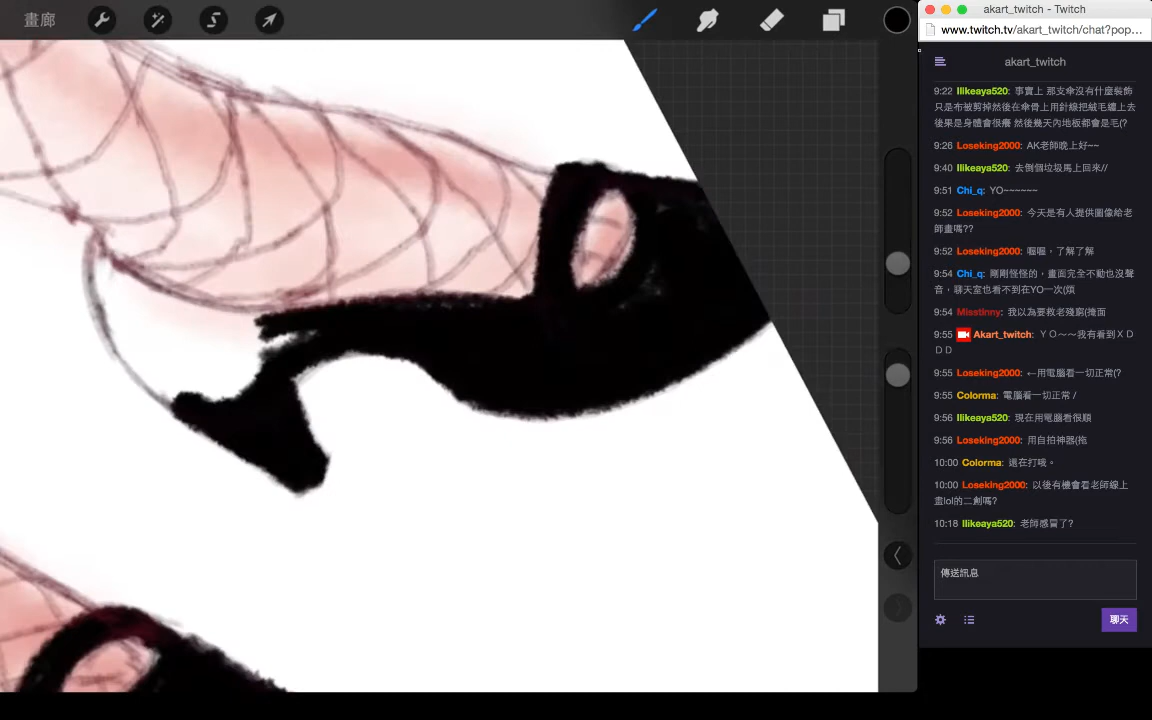 畫廊
akart_twitch - Twitch
www.twitch.tv/akart_twitch/chat?pop...
akart_twitch
9:22 Ilikeaya520: 事實上 那支傘沒有什麼裝飾
只是布被剪掉然後在傘骨上用針線把絨毛纏上去
後果是身體會很癢 然後幾天內地板都會是毛(?
9:26 Loseking2000: AK老師晚上好~~
9:40 Ilikeaya520: 去倒個垃圾馬上回來//
9:51 Chi_q: YO~~~~~~
9:52 Loseking2000: 今天是有人提供圖像給老
師畫嗎??
9:52 Loseking2000: 喔喔，了解了解
9:54 Chi_q: 剛剛怪怪的，畫面完全不動也沒聲
音，聊天室也看不到在YO一次(煩
9:54 Misstinny: 我以為要救老殘窮(掩面
9:55 Akart_twitch: ＹＯ～～我有看到ＸＤ
ＤＤ
9:55 Loseking2000: ←用電腦看一切正常(?
9:55 Colorma: 電腦看一切正常 /
9:56 Ilikeaya520: 現在用電腦看很順
9:56 Loseking2000: 用自拍神器(拖
10:00 Colorma: 還在打哦。
10:00 Loseking2000: 以後有機會看老師線上
畫lol的二創嗎?
10:18 Ilikeaya520: 老師感冒了?
傳送訊息
聊天